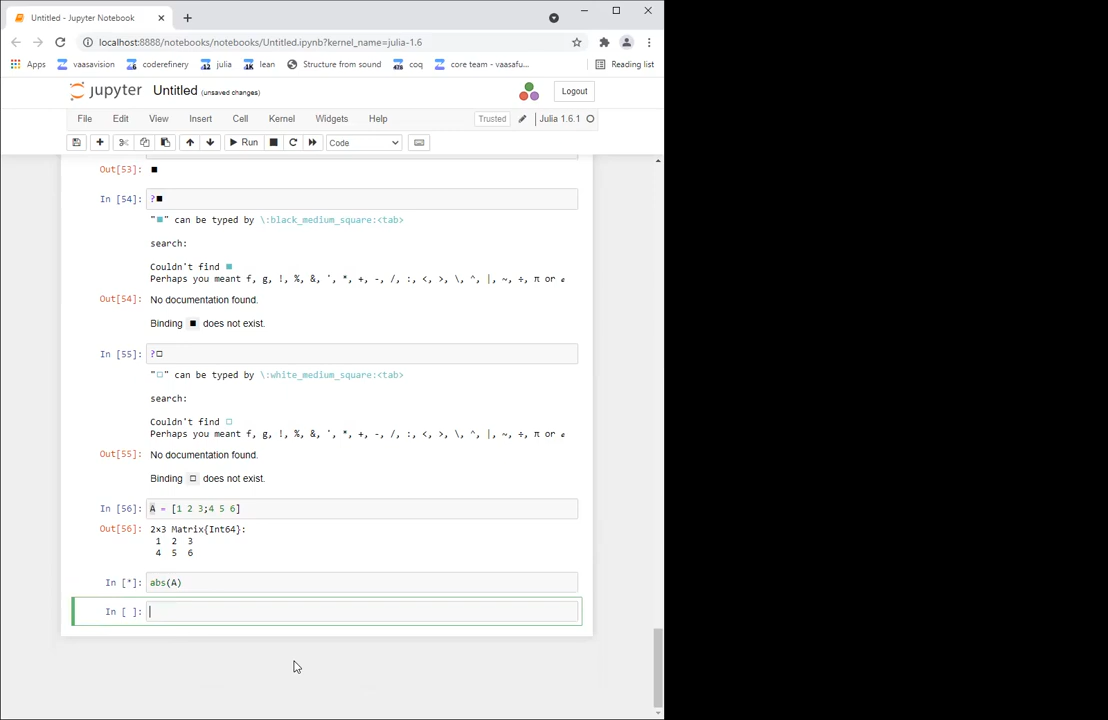 Untitled - Jupyter Notebook
localhost:8888/notebooks/notebooks/Untitled.ipynb?kernel_name=julia-1.6
Apps vaasavision coderefinery julia lean Structure from sound coq core team - vaasafu... Reading list
jupyter Untitled (unsaved changes) Logout
File Edit View Insert Cell Kernel Widgets Help Trusted Julia 1.6.1
Run Code
Out[53]: ◾
In [54]: ?◾
"◾" can be typed by \:black_medium_square:<tab>
search:
Couldn't find ◾
Perhaps you meant f, g, !, %, &, ', *, +, -, /, :, <, >, \, ^, |, ~, ÷, π or ℯ
Out[54]: No documentation found.
Binding ◾ does not exist.
In [55]: ?◽
"◽" can be typed by \:white_medium_square:<tab>
search:
Couldn't find ◽
Perhaps you meant f, g, !, %, &, ', *, +, -, /, :, <, >, \, ^, |, ~, ÷, π or ℯ
Out[55]: No documentation found.
Binding ◽ does not exist.
In [56]: A = [1 2 3;4 5 6]
Out[56]: 2×3 Matrix{Int64}:
1 2 3
4 5 6
In [*]: abs(A)
In [ ]: